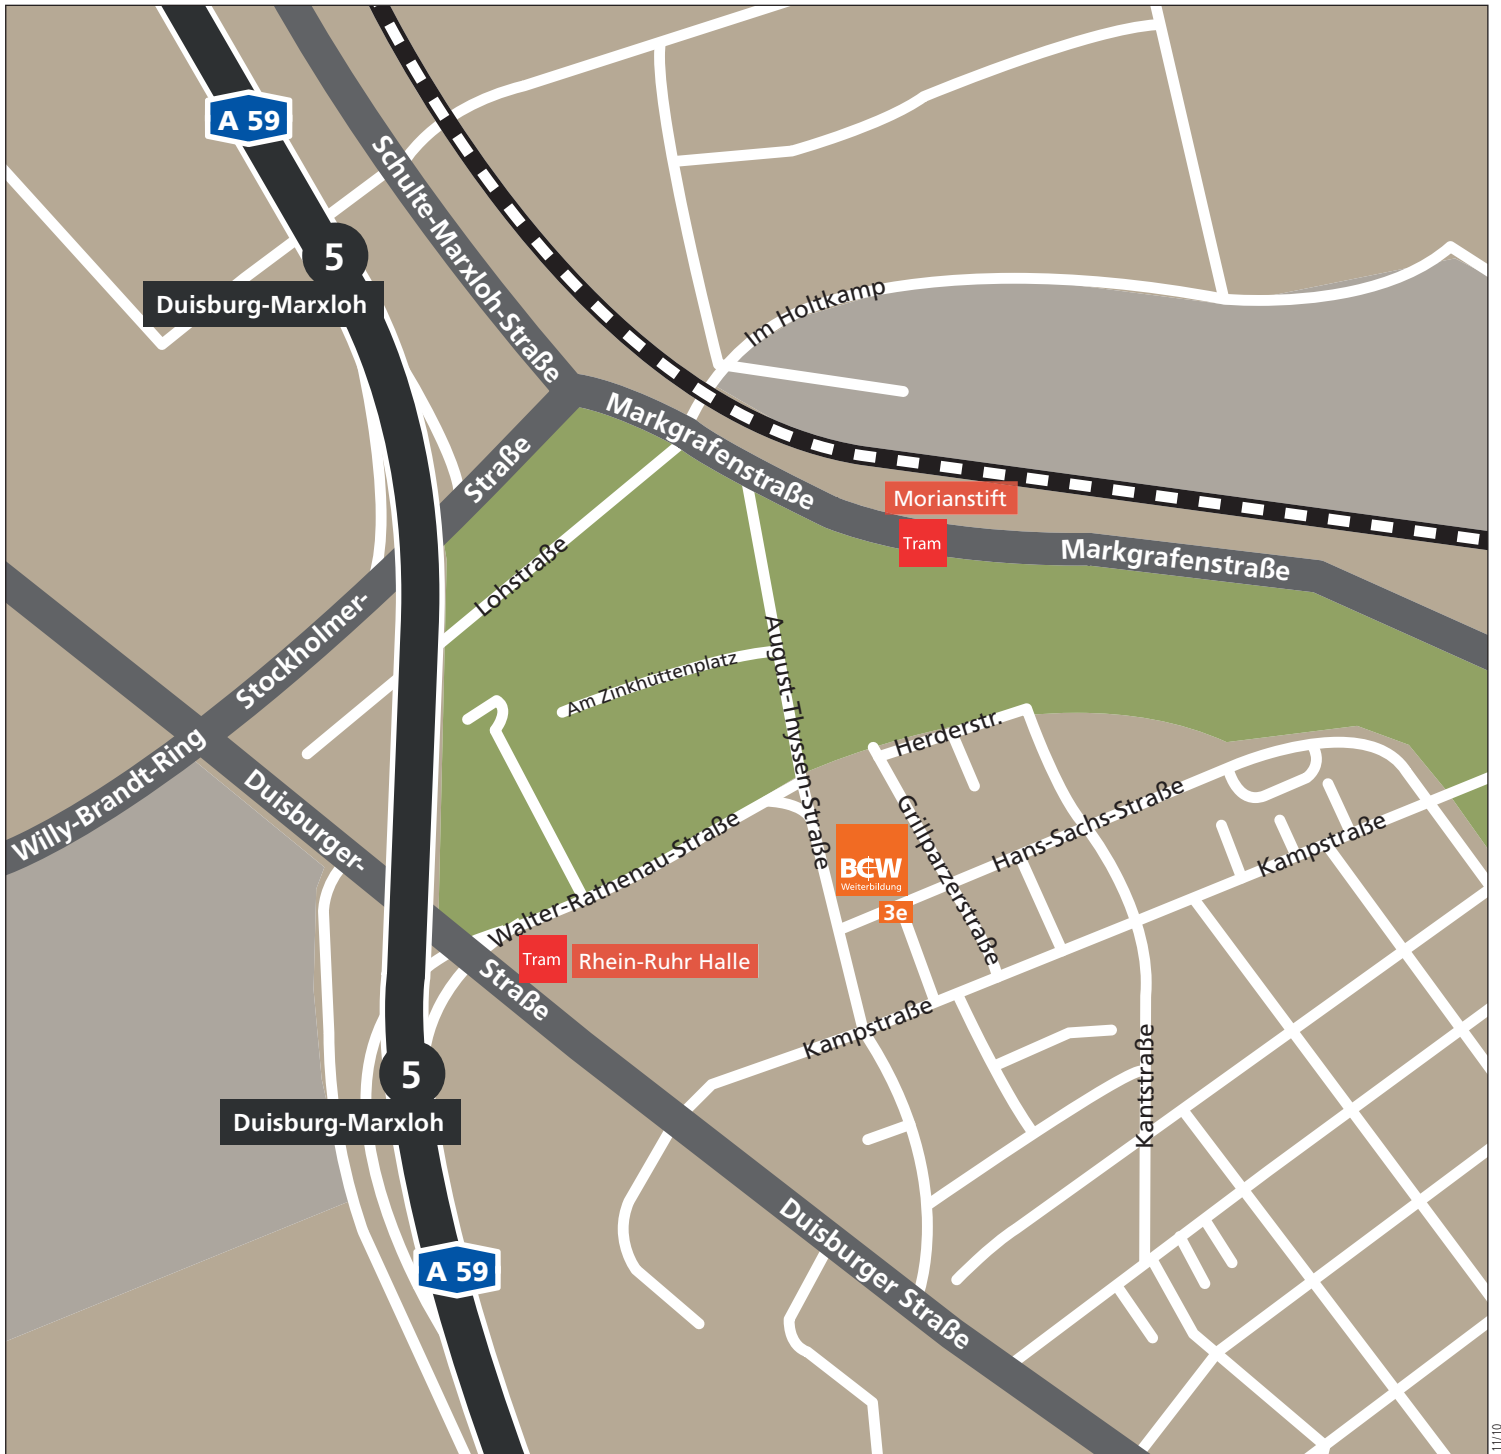 A 59
Schulte-Marxloh-Straße
5
Duisburg-Marxloh
Im Holtkamp
Markgrafenstraße
Straße
Morianstift
Tram
Markgrafenstraße
Lohstraße
Stockholmer-
August-Thyssen-Straße
Am Zinkhüttenplatz
Herderstr.
Willy-Brandt-Ring
Duisburger-
Grillparzerstraße
Hans-Sachs-Straße
Walter-Rathenau-Straße
Kampstraße
BCW
Weiterbildung
3e
Tram
Rhein-Ruhr Halle
Straße
Kampstraße
Kantstraße
5
Duisburg-Marxloh
Duisburger Straße
A 59